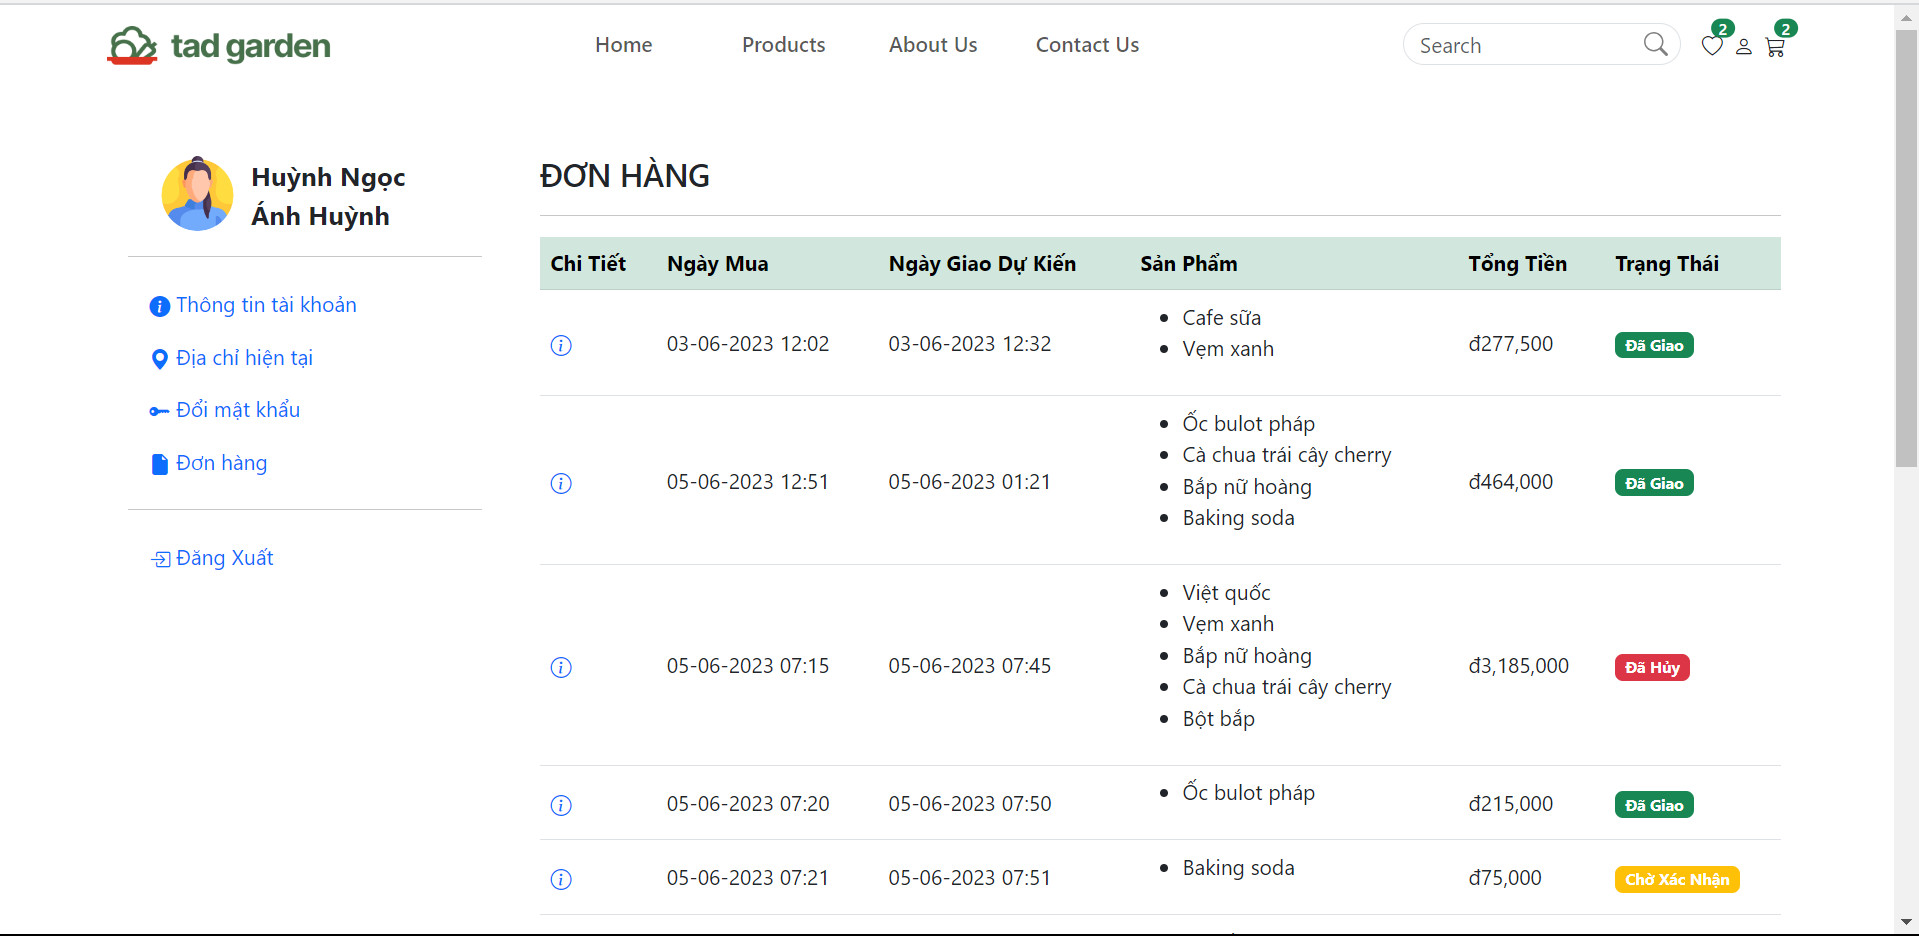 tad garden
Home Products About Us Contact Us
Search
2
2
Huỳnh Ngọc
Ánh Huỳnh
Thông tin tài khoản
Địa chỉ hiện tại
Đổi mật khẩu
Đơn hàng
Đăng Xuất
ĐƠN HÀNG
Chi Tiết Ngày Mua Ngày Giao Dự Kiến Sản Phẩm Tổng Tiền Trạng Thái
03-06-2023 12:02 03-06-2023 12:32
Cafe sữa
Vẹm xanh
đ277,500 Đã Giao
05-06-2023 12:51 05-06-2023 01:21
Ốc bulot pháp
Cà chua trái cây cherry
Bắp nữ hoàng
Baking soda
đ464,000 Đã Giao
05-06-2023 07:15 05-06-2023 07:45
Việt quốc
Vẹm xanh
Bắp nữ hoàng
Cà chua trái cây cherry
Bột bắp
đ3,185,000 Đã Hủy
05-06-2023 07:20 05-06-2023 07:50
Ốc bulot pháp
đ215,000 Đã Giao
05-06-2023 07:21 05-06-2023 07:51
Baking soda
đ75,000 Chờ Xác Nhận